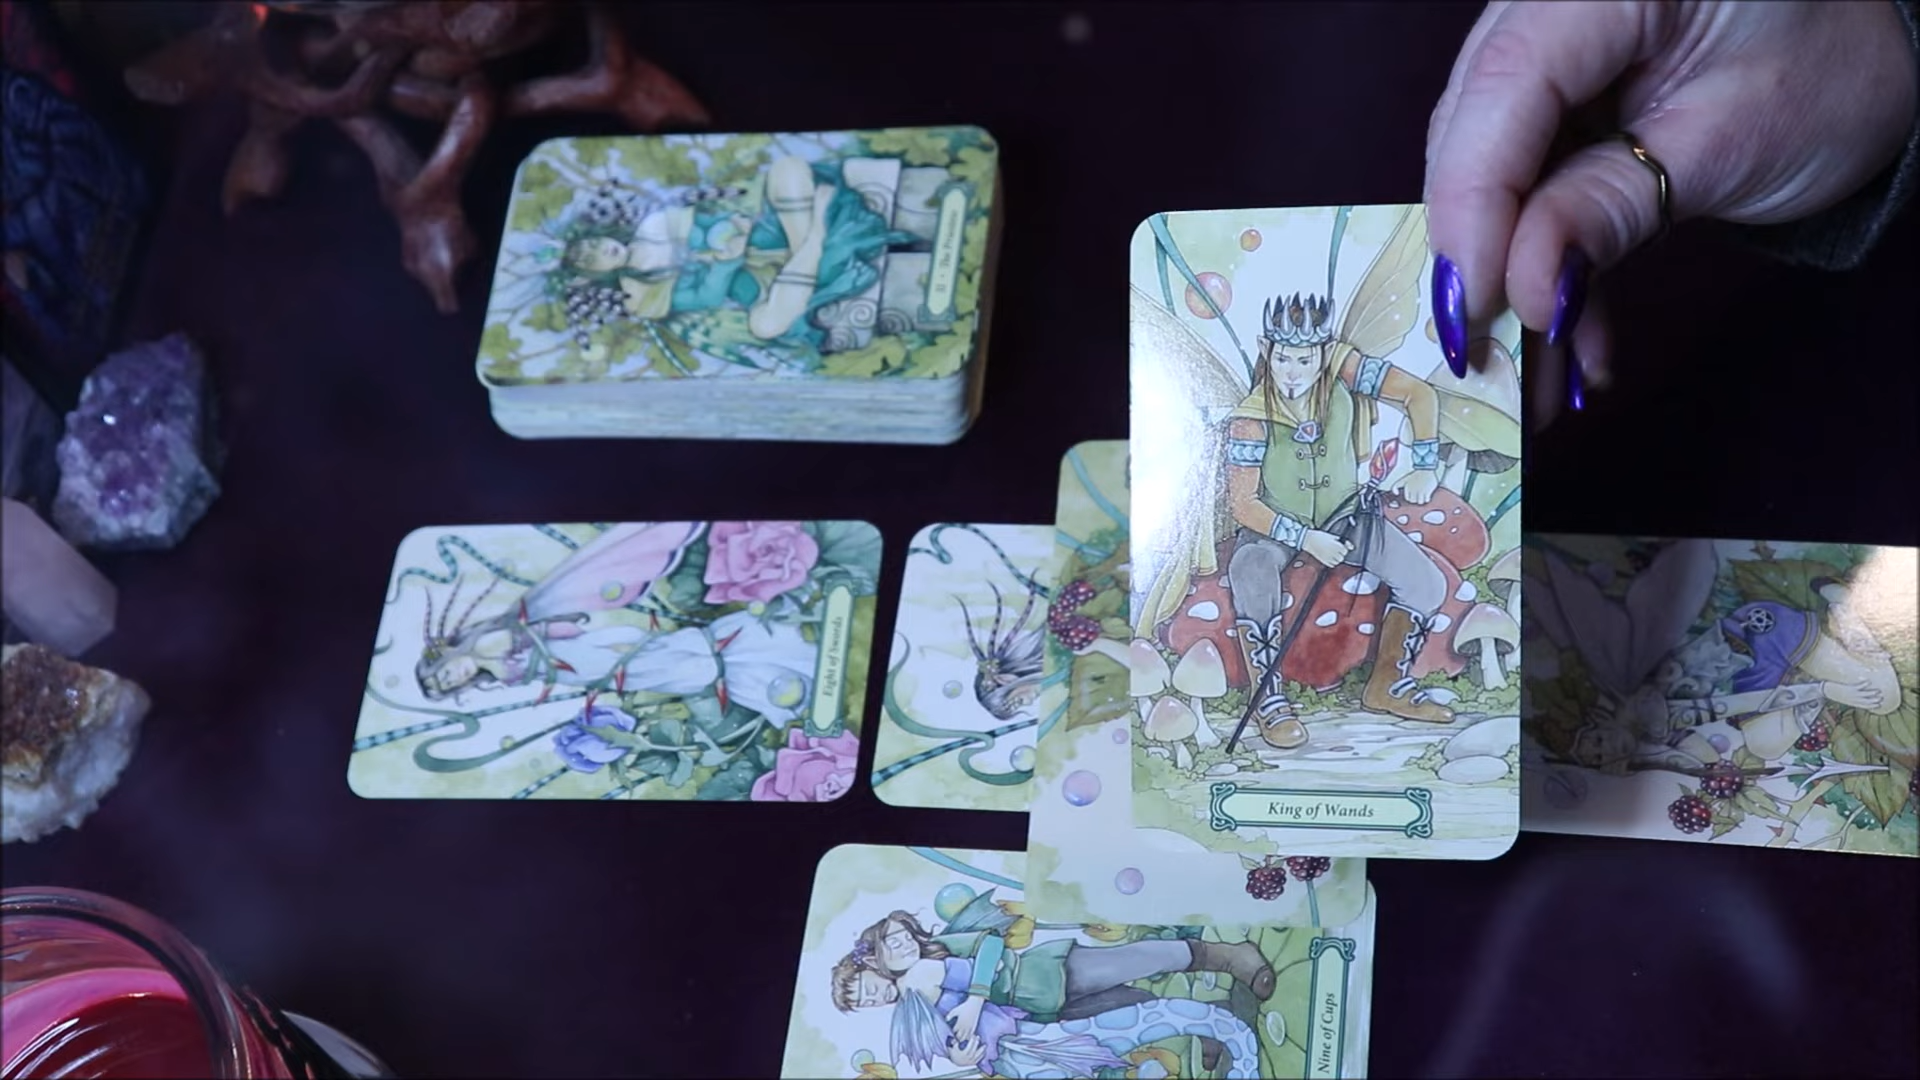 II · The Priestess
Eight of Swords
King of Wands
Nine of Cups